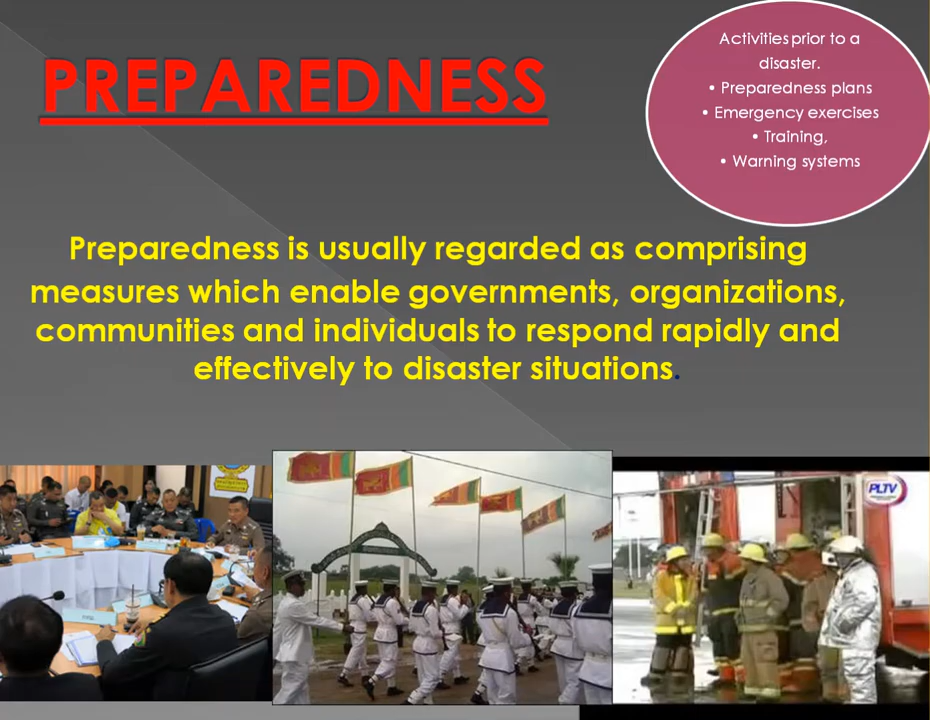 PREPAREDNESS
Activities prior to a
disaster.
• Preparedness plans
• Emergency exercises
• Training,
• Warning systems
Preparedness is usually regarded as comprising
measures which enable governments, organizations,
communities and individuals to respond rapidly and
effectively to disaster situations.
PLTV